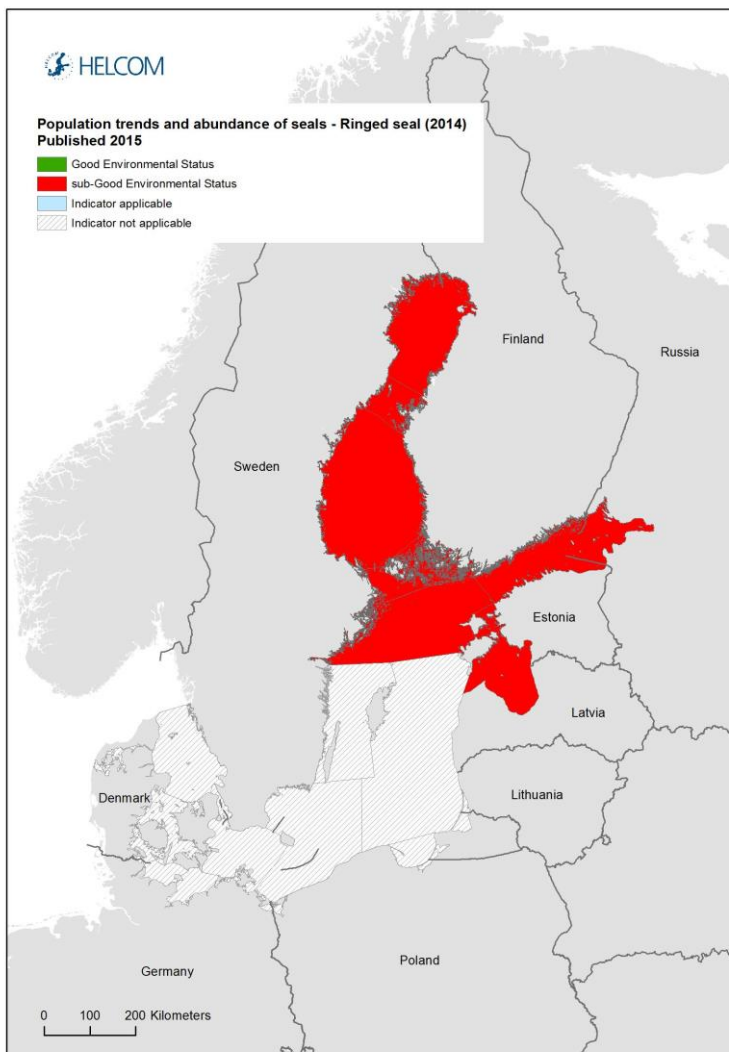 HELCOM
Population trends and abundance of seals - Ringed seal (2014)
Published 2015
Good Environmental Status
sub-Good Environmental Status
Indicator applicable
Indicator not applicable
Finland
Russia
Sweden
Estonia
Latvia
Denmark
Lithuania
Poland
Germany
0 100 200 Kilometers